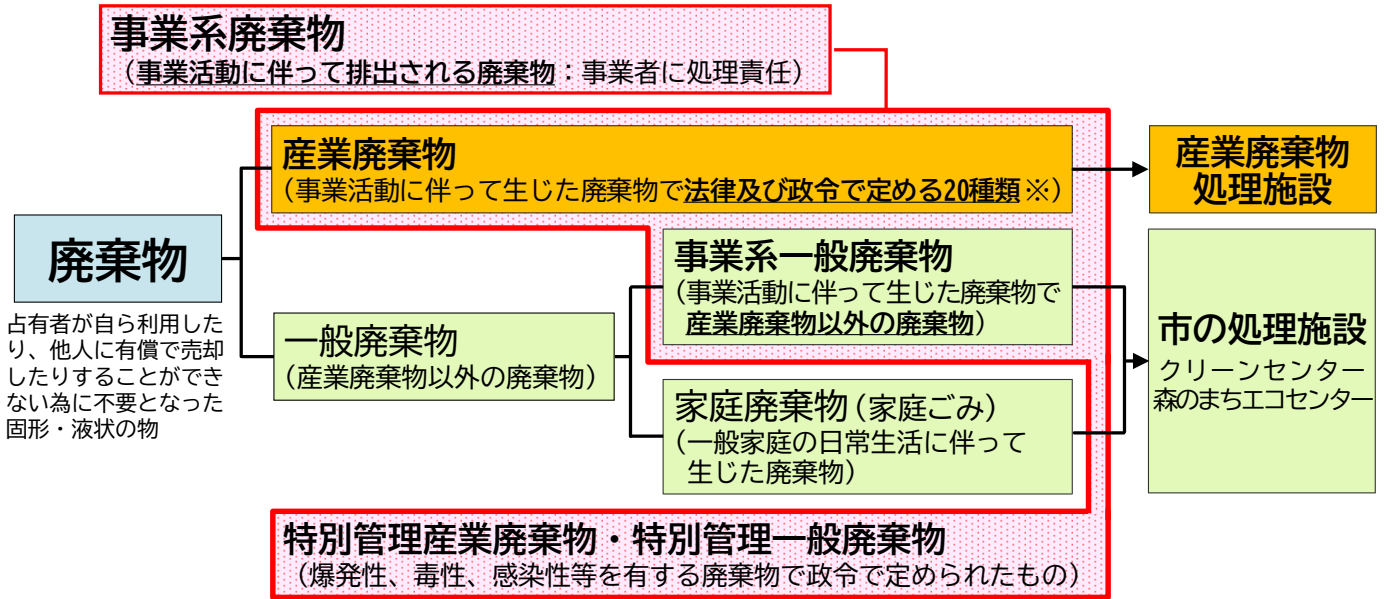 事業系廃棄物
（事業活動に伴って排出される廃棄物：事業者に処理責任）
産業廃棄物
（事業活動に伴って生じた廃棄物で法律及び政令で定める20種類※）
産業廃棄物
処理施設
廃棄物
占有者が自ら利用した
り、他人に有償で売却
したりすることができ
ない為に不要となった
固形・液状の物
一般廃棄物
（産業廃棄物以外の廃棄物）
事業系一般廃棄物
（事業活動に伴って生じた廃棄物で
産業廃棄物以外の廃棄物）
家庭廃棄物（家庭ごみ）
（一般家庭の日常生活に伴って
生じた廃棄物）
市の処理施設
クリーンセンター
森のまちエコセンター
特別管理産業廃棄物・特別管理一般廃棄物
（爆発性、毒性、感染性等を有する廃棄物で政令で定められたもの）